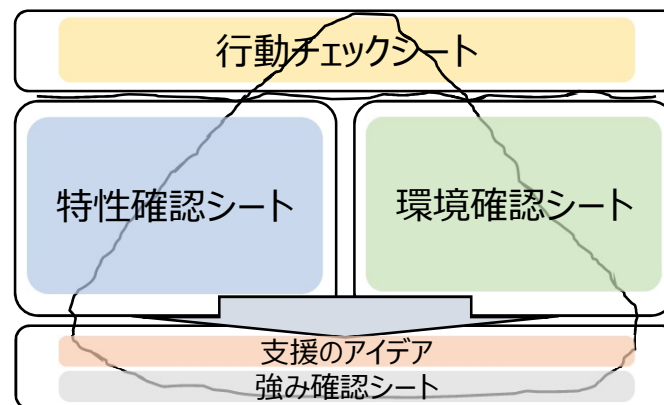 行動チェックシート
特性確認シート
環境確認シート
支援のアイデア
強み確認シート